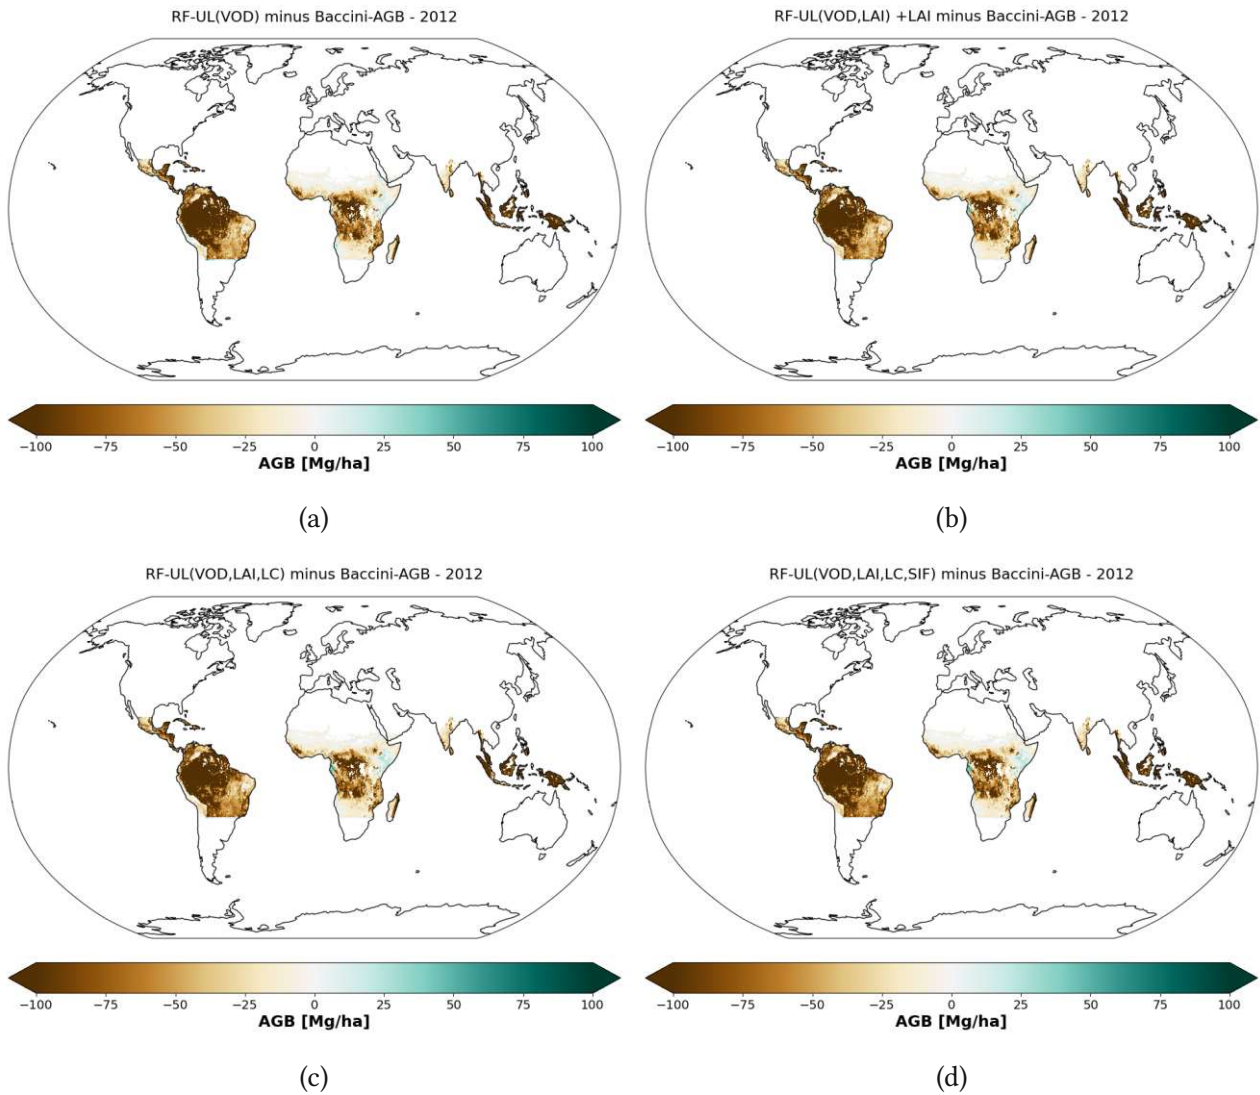 RF-UL(VOD) minus Baccini-AGB - 2012
−100 −75 −50 −25 0 25 50 75 100
AGB [Mg/ha]
(a)
RF-UL(VOD,LAI) +LAI minus Baccini-AGB - 2012
−100 −75 −50 −25 0 25 50 75 100
AGB [Mg/ha]
(b)
RF-UL(VOD,LAI,LC) minus Baccini-AGB - 2012
−100 −75 −50 −25 0 25 50 75 100
AGB [Mg/ha]
(c)
RF-UL(VOD,LAI,LC,SIF) minus Baccini-AGB - 2012
−100 −75 −50 −25 0 25 50 75 100
AGB [Mg/ha]
(d)